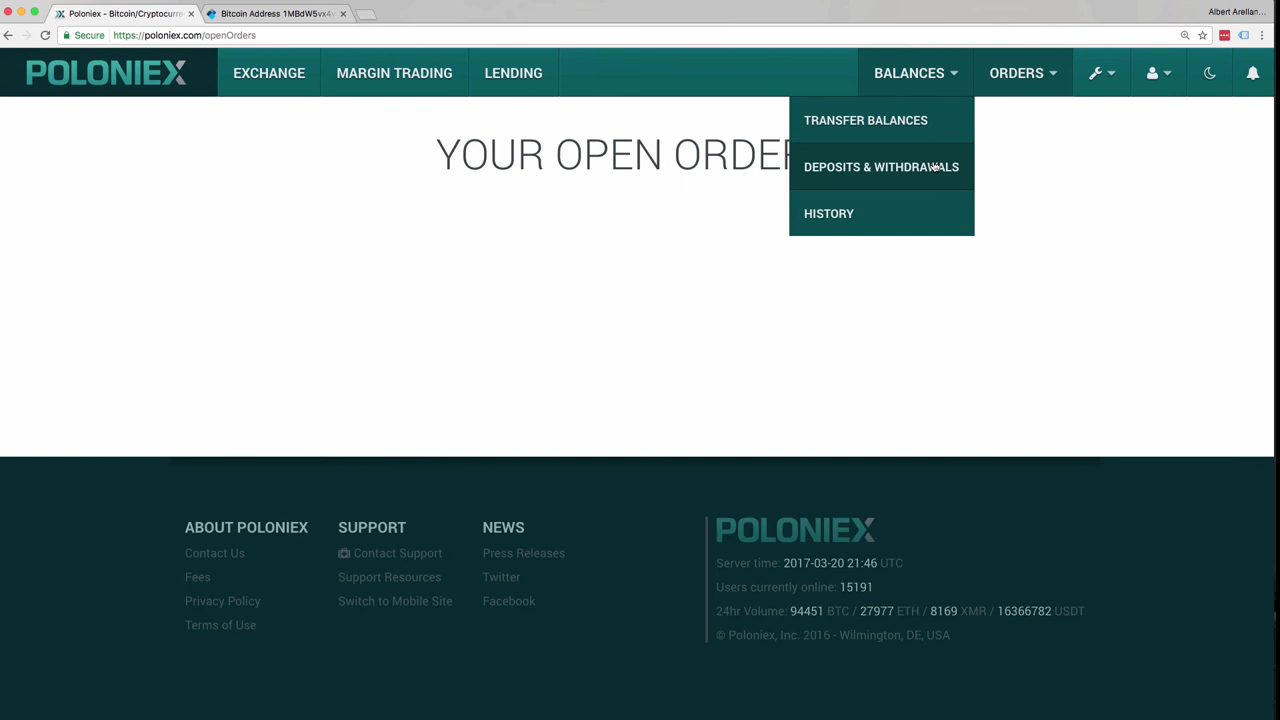 Poloniex - Bitcoin/Cryptocurre
Bitcoin Address 1MBdW5vx4v
Albert Arellan...
Secure
https://poloniex.com/openOrders
POLONIEX
EXCHANGE
MARGIN TRADING
LENDING
BALANCES
ORDERS
TRANSFER BALANCES
DEPOSITS & WITHDRAWALS
HISTORY
YOUR OPEN ORDER
ABOUT POLONIEX
Contact Us
Fees
Privacy Policy
Terms of Use
SUPPORT
Contact Support
Support Resources
Switch to Mobile Site
NEWS
Press Releases
Twitter
Facebook
POLONIEX
Server time: 2017-03-20 21:46 UTC
Users currently online: 15191
24hr Volume: 94451 BTC / 27977 ETH / 8169 XMR / 16366782 USDT
© Poloniex, Inc. 2016 - Wilmington, DE, USA